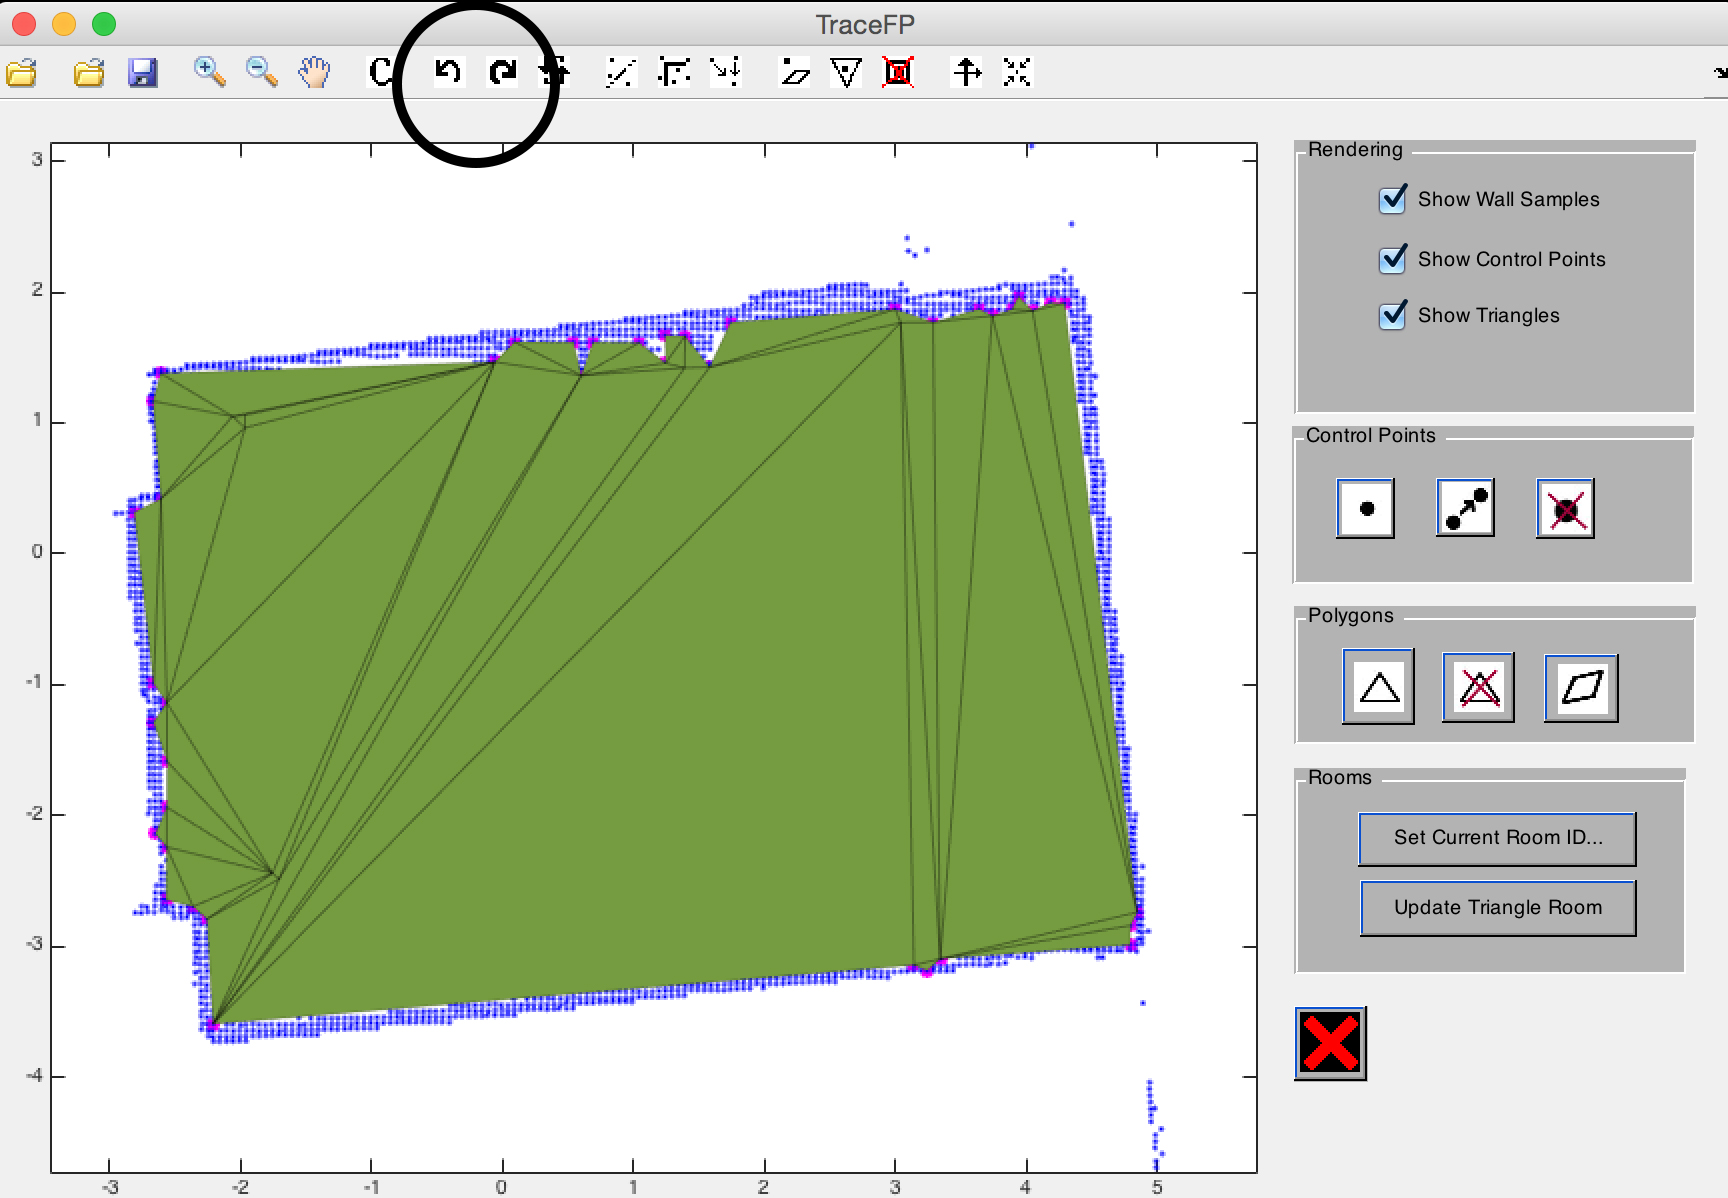 TraceFP
C
3
2
1
0
-1
-2
-3
-4
-3
-2
-1
0
1
2
3
4
5
Rendering
Show Wall Samples
Show Control Points
Show Triangles
Control Points
Polygons
Rooms
Set Current Room ID...
Update Triangle Room